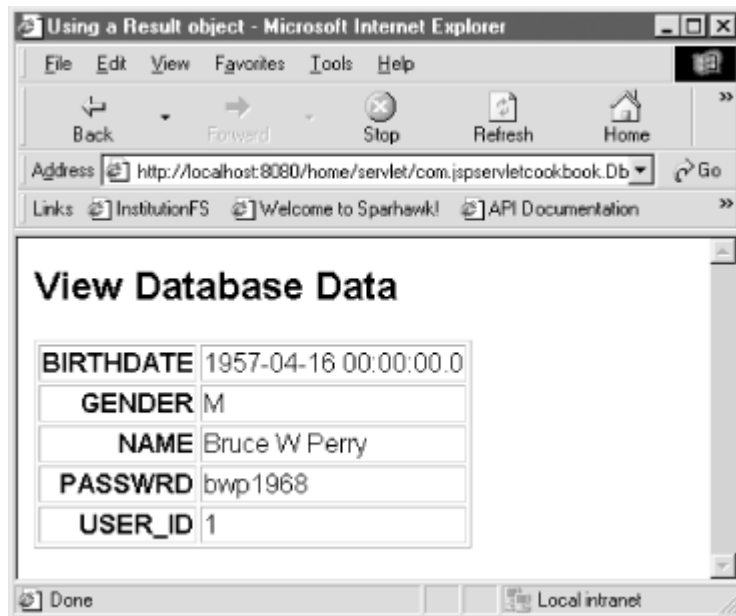 Using a Result object - Microsoft Internet Explorer
File Edit View Favorites Tools Help
Back Forward Stop Refresh Home »
Address http://localhost:8080/home/servlet/com.jspservletcookbook.Db Go
Links InstitutionFS Welcome to Sparhawk! API Documentation »
View Database Data
BIRTHDATE 1957-04-16 00:00:00.0
GENDER M
NAME Bruce W Perry
PASSWRD bwp1968
USER_ID 1
Done Local intranet